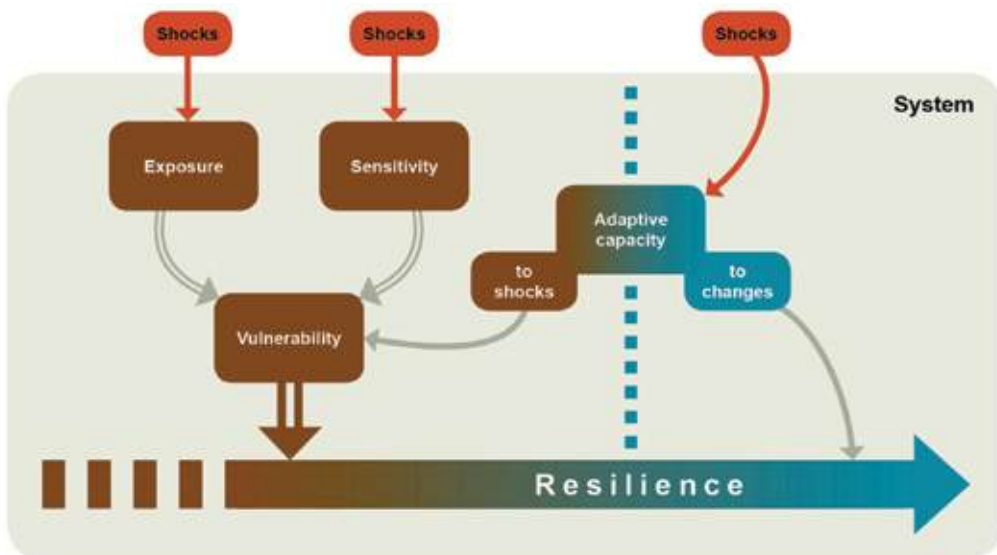 Shocks
Shocks
Shocks
System
Exposure
Sensitivity
Adaptive
capacity
to
shocks
to
changes
Vulnerability
Resilience